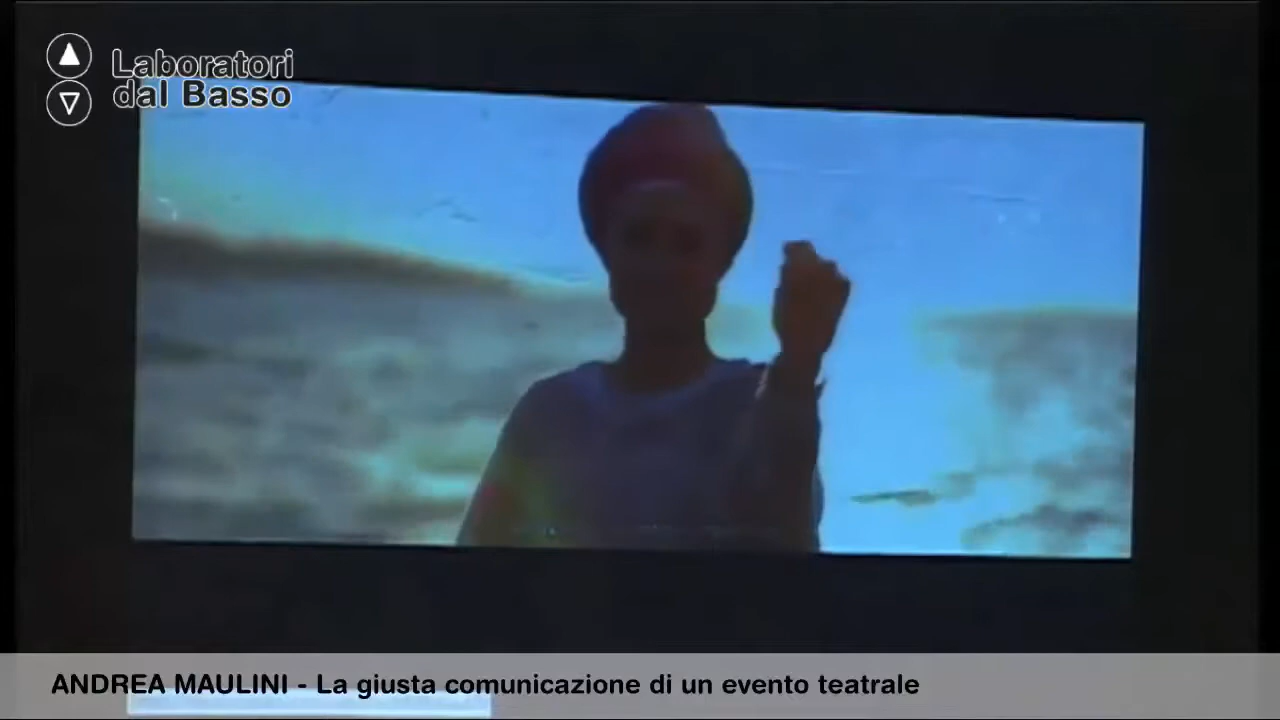 Laboratori
dal Basso
ANDREA MAULINI - La giusta comunicazione di un evento teatrale